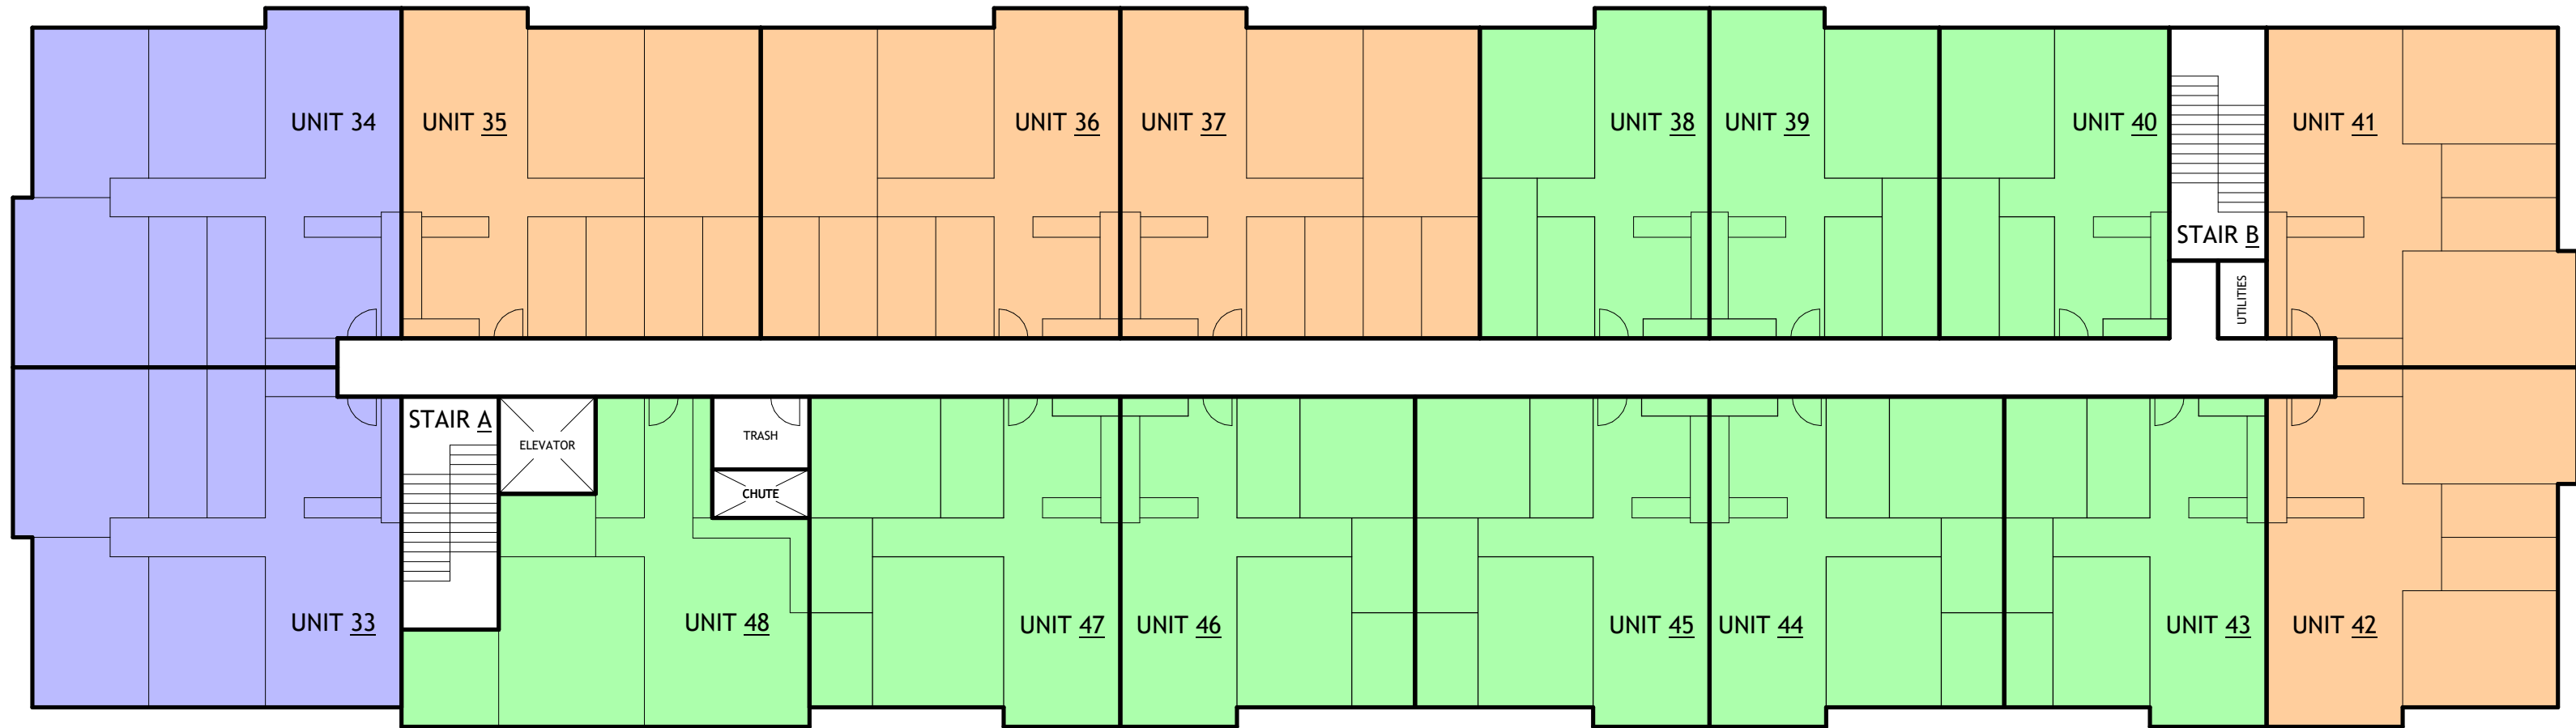 UNIT 34
UNIT 35
UNIT 36
UNIT 37
UNIT 38
UNIT 39
UNIT 40
UNIT 41
STAIR B
UTILITIES
STAIR A
ELEVATOR
TRASH
CHUTE
UNIT 33
UNIT 48
UNIT 47
UNIT 46
UNIT 45
UNIT 44
UNIT 43
UNIT 42